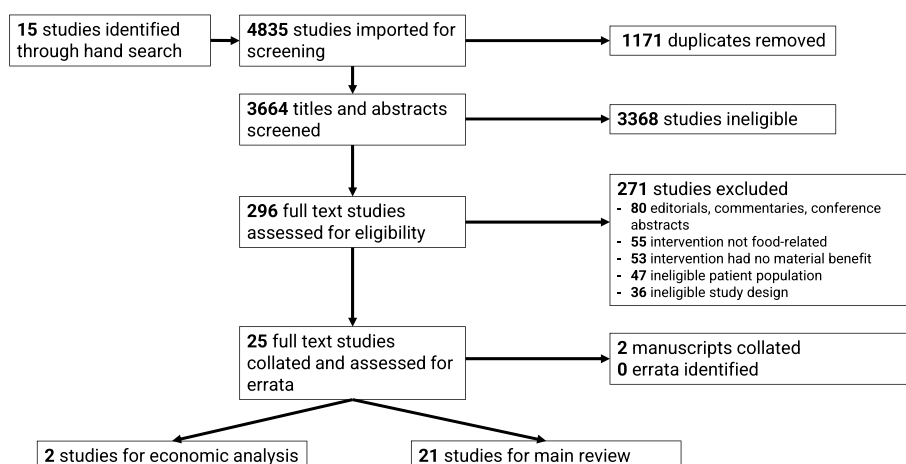 15 studies identified
through hand search
4835 studies imported for
screening
1171 duplicates removed
3664 titles and abstracts
screened
3368 studies ineligible
296 full text studies
assessed for eligibility
271 studies excluded
- 80 editorials, commentaries, conference
abstracts
- 55 intervention not food-related
- 53 intervention had no material benefit
- 47 ineligible patient population
- 36 ineligible study design
25 full text studies
collated and assessed for
errata
2 manuscripts collated
0 errata identified
2 studies for economic analysis
21 studies for main review